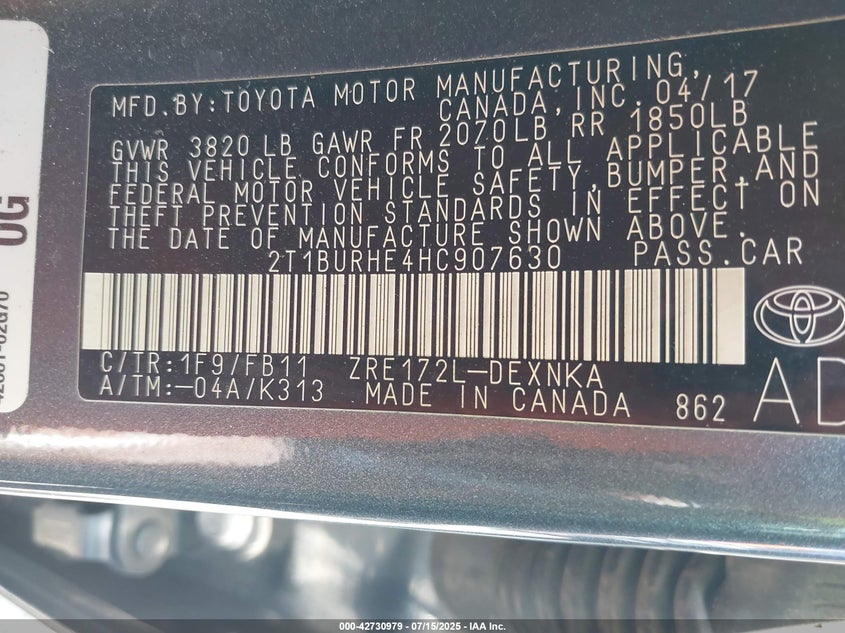 MFD. BY: TOYOTA MOTOR MANUFACTURING,
CANADA, INC. 04/17
GVWR 3820 LB GAWR FR 2070LB RR 1850LB
THIS VEHICLE CONFORMS TO ALL APPLICABLE
FEDERAL MOTOR VEHICLE SAFETY, BUMPER, AND
THEFT PREVENTION STANDARDS IN EFFECT ON
THE DATE OF MANUFACTURE SHOWN ABOVE.
2T1BURHE4HC907630 PASS.CAR
C/TR:1F9/FB11 ZRE172L-DEXNKA
A/TM:-04A/K313 MADE IN CANADA 862 AD
0G
000-42730979 - 07/15/2025 - IAA Inc.